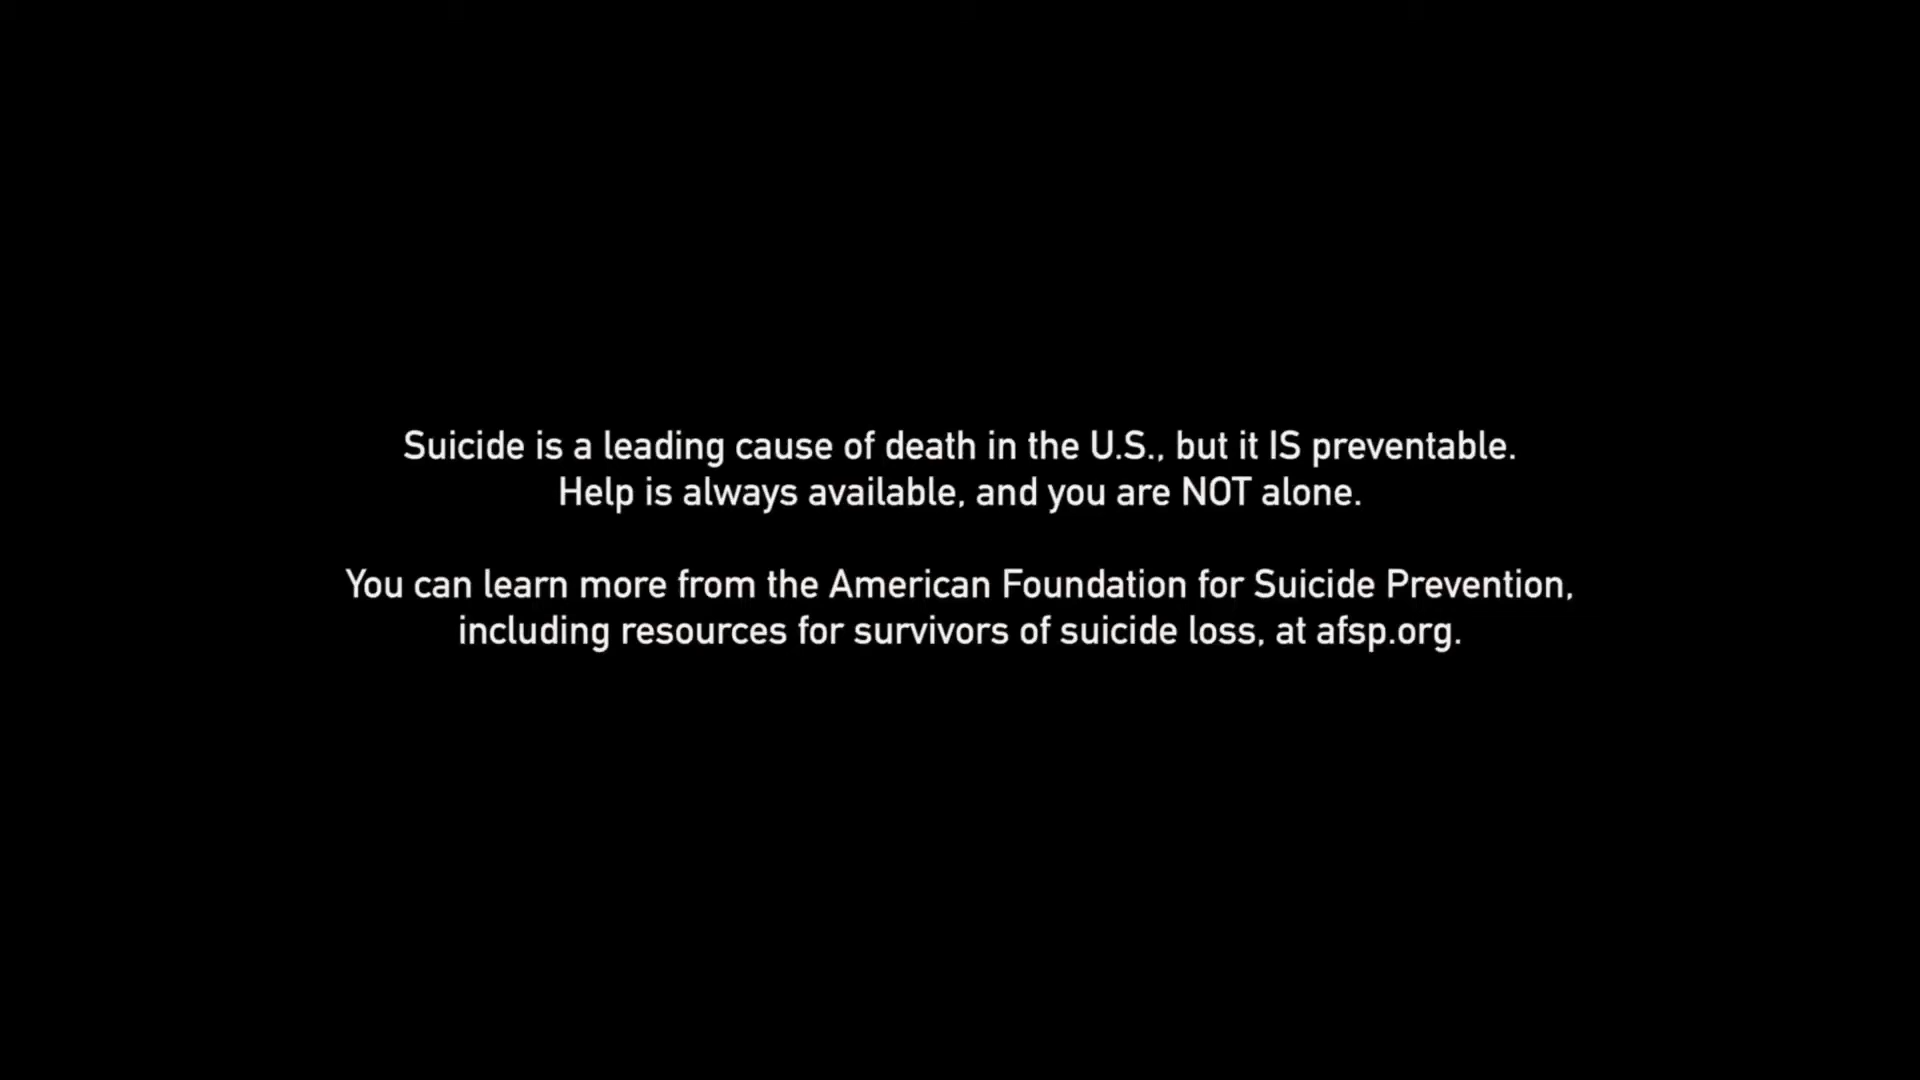 Suicide is a leading cause of death in the U.S., but it IS preventable.
Help is always available, and you are NOT alone.
You can learn more from the American Foundation for Suicide Prevention,
including resources for survivors of suicide loss, at afsp.org.